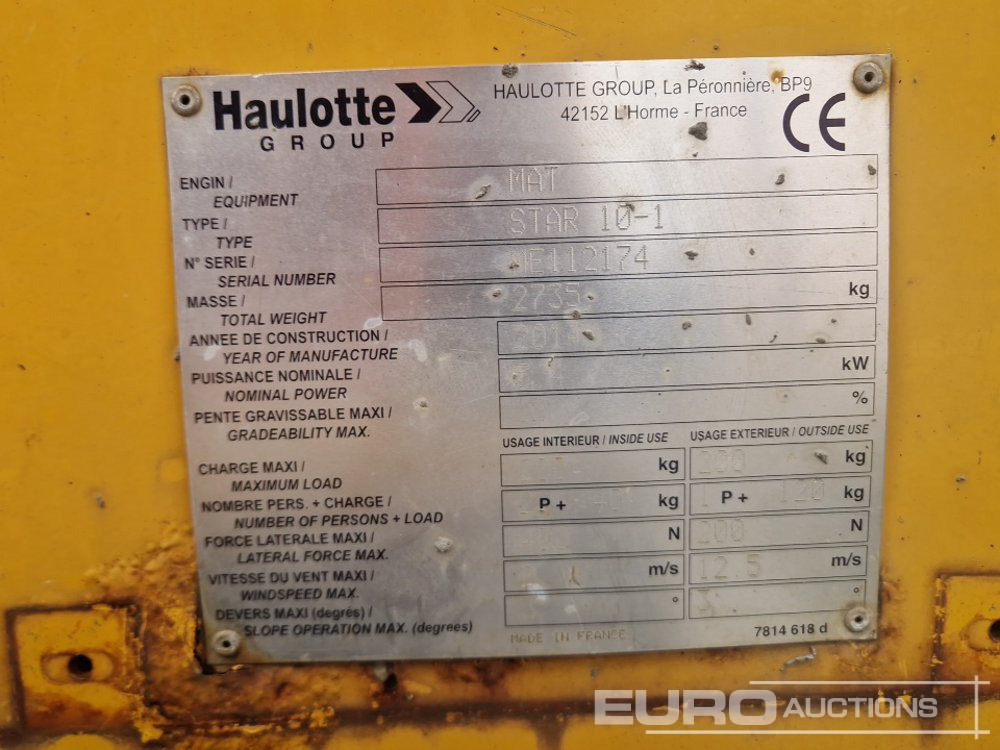 Haulotte
GROUP
HAULOTTE GROUP, La Péronnière, BP9
42152 L'Horme - France
CE
ENGIN /
EQUIPMENT
MAT
TYPE /
TYPE
STAR 10-1
N° SERIE /
SERIAL NUMBER
ME112174
MASSE /
TOTAL WEIGHT
2735 kg
ANNEE DE CONSTRUCTION /
YEAR OF MANUFACTURE
PUISSANCE NOMINALE /
NOMINAL POWER
kW
PENTE GRAVISSABLE MAXI /
GRADEABILITY MAX.
%
USAGE INTERIEUR / INSIDE USE
USAGE EXTERIEUR / OUTSIDE USE
CHARGE MAXI /
MAXIMUM LOAD
kg
200 kg
NOMBRE PERS. + CHARGE /
NUMBER OF PERSONS + LOAD
P + kg
1 P + 120 kg
FORCE LATERALE MAXI /
LATERAL FORCE MAX.
N
200 N
VITESSE DU VENT MAXI /
WINDSPEED MAX.
m/s
12 5 m/s
DEVERS MAXI (degrés) /
SLOPE OPERATION MAX. (degrees)
°
°
MADE IN FRANCE
7814 618 d
EURO AUCTIONS